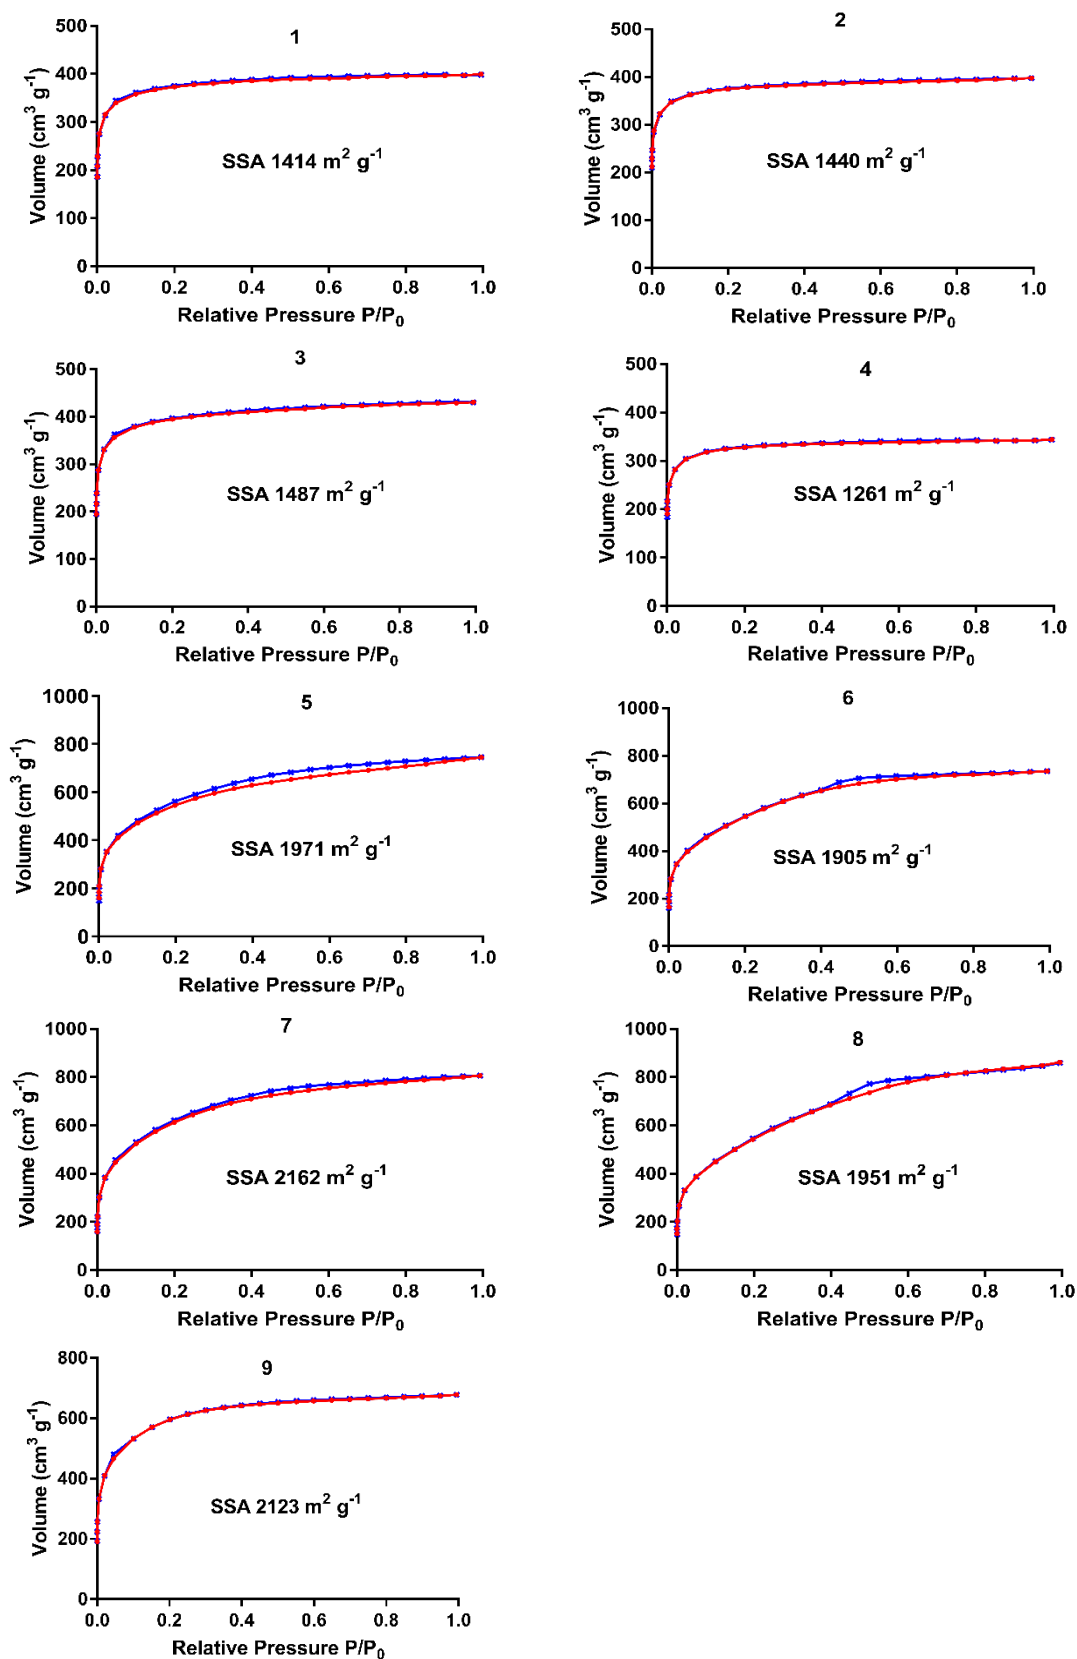 1
500
400
300
200
100
0
Volume (cm³ g⁻¹)
SSA 1414 m² g⁻¹
0.0 0.2 0.4 0.6 0.8 1.0
Relative Pressure P/P₀
2
500
400
300
200
100
0
Volume (cm³ g⁻¹)
SSA 1440 m² g⁻¹
0.0 0.2 0.4 0.6 0.8 1.0
Relative Pressure P/P₀
3
500
400
300
200
100
0
Volume (cm³ g⁻¹)
SSA 1487 m² g⁻¹
0.0 0.2 0.4 0.6 0.8 1.0
Relative Pressure P/P₀
4
500
400
300
200
100
0
Volume (cm³ g⁻¹)
SSA 1261 m² g⁻¹
0.0 0.2 0.4 0.6 0.8 1.0
Relative Pressure P/P₀
5
1000
800
600
400
200
0
Volume (cm³ g⁻¹)
SSA 1971 m² g⁻¹
0.0 0.2 0.4 0.6 0.8 1.0
Relative Pressure P/P₀
6
1000
800
600
400
200
0
Volume (cm³ g⁻¹)
SSA 1905 m² g⁻¹
0.0 0.2 0.4 0.6 0.8 1.0
Relative Pressure P/P₀
7
1000
800
600
400
200
0
Volume (cm³ g⁻¹)
SSA 2162 m² g⁻¹
0.0 0.2 0.4 0.6 0.8 1.0
Relative Pressure P/P₀
8
1000
800
600
400
200
0
Volume (cm³ g⁻¹)
SSA 1951 m² g⁻¹
0.0 0.2 0.4 0.6 0.8 1.0
Relative Pressure P/P₀
9
800
600
400
200
0
Volume (cm³ g⁻¹)
SSA 2123 m² g⁻¹
0.0 0.2 0.4 0.6 0.8 1.0
Relative Pressure P/P₀